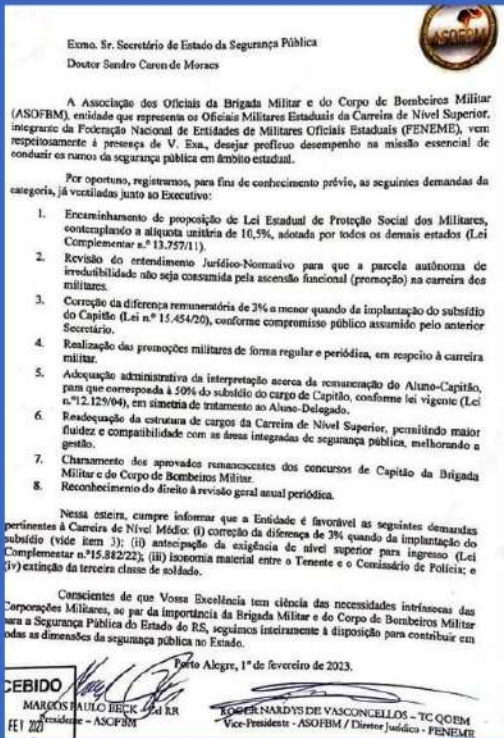 ASOFBM
Exmo. Sr. Secretário de Estado da Segurança Pública
Doutor Sandro Caron de Moraes
A Associação dos Oficiais da Brigada Militar e do Corpo de Bombeiros Militar
(ASOFBM), entidade que representa os Oficiais Militares Estaduais da Carreira de Nível Superior,
integrante da Federação Nacional de Entidades de Militares Oficiais Estaduais (FENEME), vem
respeitosamente à presença de V. Exa., desejar profícuo desempenho na missão essencial de
conduzir os rumos da segurança pública em âmbito estadual.
Por oportuno, registramos, para fins de conhecimento prévio, as seguintes demandas da
categoria, já ventiladas junto ao Executivo:
1. Encaminhamento de proposição de Lei Estadual de Proteção Social dos Militares,
contemplando a alíquota unitária de 10,5%, adotada por todos os demais estados (Lei
Complementar n.º 13.757/11).
2. Revisão do entendimento Jurídico-Normativo para que a parcela autônoma de
irredutibilidade não seja consumida pela ascensão funcional (promoção) na carreira dos
militares.
3. Correção da diferença remuneratória de 3% a menor quando da implantação do subsídio
do Capitão (Lei n.º 15.454/20), conforme compromisso público assumido pelo anterior
Secretário.
4. Realização das promoções militares de forma regular e periódica, em respeito à carreira
militar.
5. Adequação administrativa da interpretação acerca da remuneração do Aluno-Capitão,
para que corresponda à 50% do subsídio do cargo de Capitão, conforme lei vigente (Lei
n.º12.129/04), em simetria de tratamento ao Aluno-Delegado.
6. Readequação da estrutura de cargos da Carreira de Nível Superior, permitindo maior
fluidez e compatibilidade com as áreas integradas de segurança pública, melhorando a
gestão.
7. Chamamento dos aprovados remanescentes dos concursos de Capitão da Brigada
Militar e do Corpo de Bombeiros Militar.
8. Reconhecimento do direito à revisão geral anual periódica.
Nessa esteira, cumpre informar que a Entidade é favorável as seguintes demandas
pertinentes à Carreira de Nível Médio: (i) correção da diferença de 3% quando da implantação do
subsídio (vide item 3); (ii) antecipação da exigência de nível superior para ingresso (Lei
Complementar n.º15.882/22); (iii) isonomia material entre o Tenente e o Comissário de Polícia; e
(iv) extinção da terceira classe de soldado.
Conscientes de que Vossa Excelência tem ciência das necessidades intrínsecas das
Corporações Militares, ao par da importância da Brigada Militar e do Corpo de Bombeiros Militar
para a Segurança Pública do Estado do RS, seguimos inteiramente à disposição para contribuir em
odas as dimensões da segurança pública no Estado.
Porto Alegre, 1º de fevereiro de 2023.
CEBIDO
MARCOS PAULO BECK RR
Presidente - ASOFBM
FEV 2023
ROGER NARDYS DE VASCONCELLOS – TC QOEM
Vice-Presidente - ASOFBM / Diretor Jurídico - FENEME